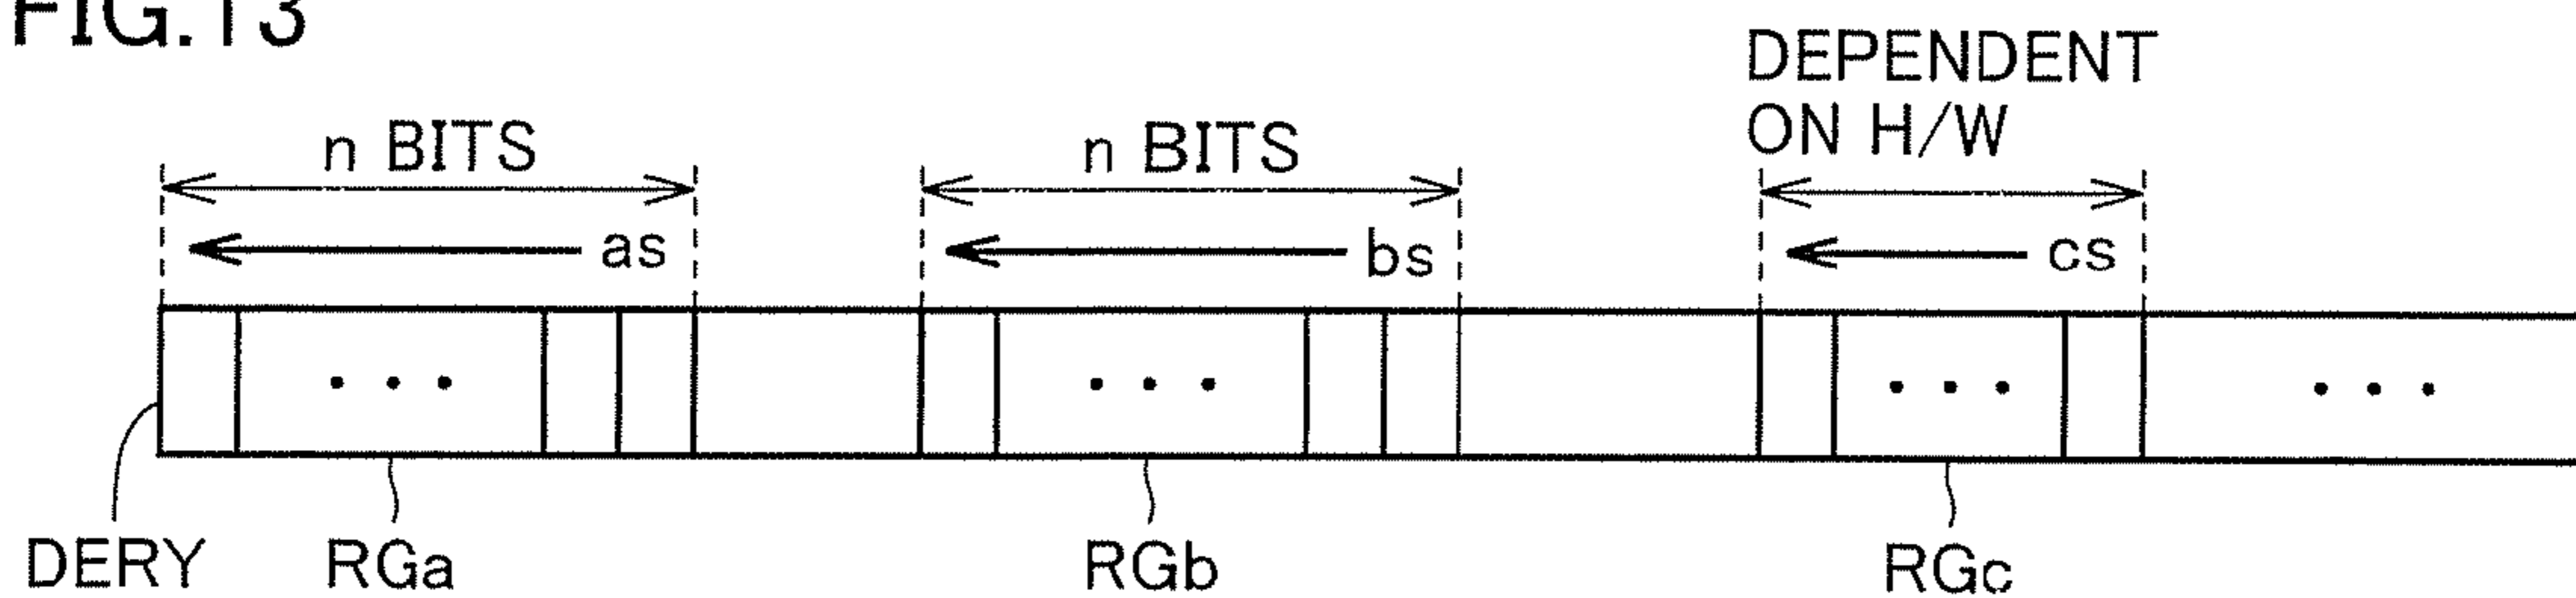 FIG.13
DEPENDENT
ON H/W
n BITS
n BITS
as
bs
cs
• • •
• • •
• • •
• • •
DERY
RGa
RGb
RGc